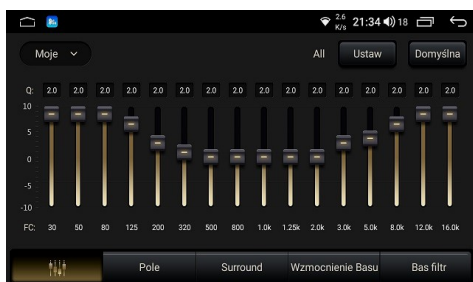 2.6 K/s 21:34 18
Moje All Ustaw Domyślna
Q: 2.0 2.0 2.0 2.0 2.0 2.0 2.0 2.0 2.0 2.0 2.0 2.0 2.0 2.0 2.0 2.0
10
5
0
-5
-10
FC: 30 50 80 125 200 320 500 800 1.0k 1.25k 2.0k 3.0k 5.0k 8.0k 12.0k 16.0k
Pole Surround Wzmocnienie Basu Bas filtr